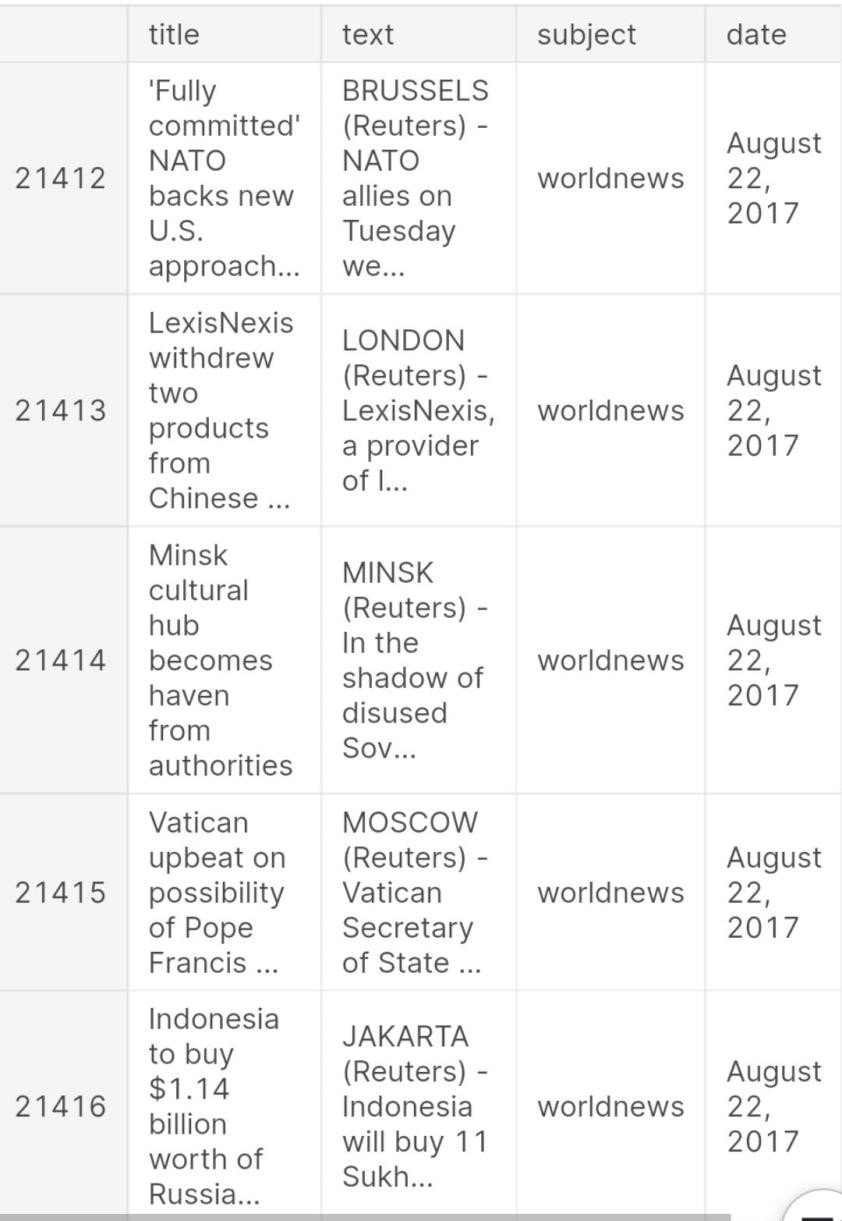 title text subject date
21412
'Fully
committed'
NATO
backs new
U.S.
approach...
BRUSSELS
(Reuters) -
NATO
allies on
Tuesday
we...
worldnews
August
22,
2017
21413
LexisNexis
withdrew
two
products
from
Chinese ...
LONDON
(Reuters) -
LexisNexis,
a provider
of l...
worldnews
August
22,
2017
21414
Minsk
cultural
hub
becomes
haven
from
authorities
MINSK
(Reuters) -
In the
shadow of
disused
Sov...
worldnews
August
22,
2017
21415
Vatican
upbeat on
possibility
of Pope
Francis ...
MOSCOW
(Reuters) -
Vatican
Secretary
of State ...
worldnews
August
22,
2017
21416
Indonesia
to buy
$1.14
billion
worth of
Russia...
JAKARTA
(Reuters) -
Indonesia
will buy 11
Sukh...
worldnews
August
22,
2017